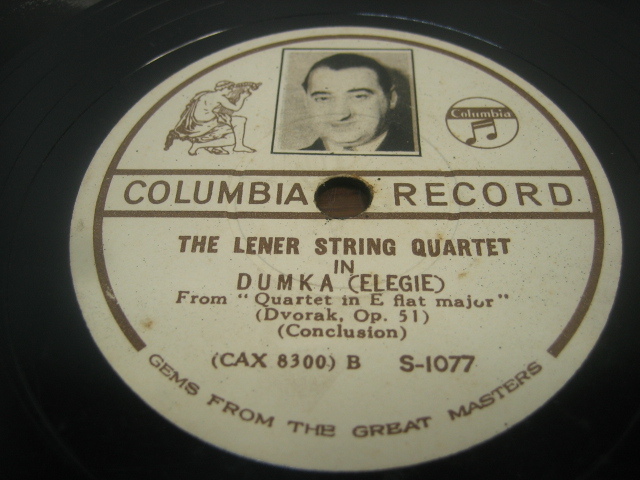 Columbia
COLUMBIA RECORD
THE LENER STRING QUARTET
IN
DUMKA (ELEGIE)
From "Quartet in E flat major"
(Dvorak, Op. 51)
(Conclusion)
(CAX 8300) B S-1077
GEMS FROM THE GREAT MASTERS